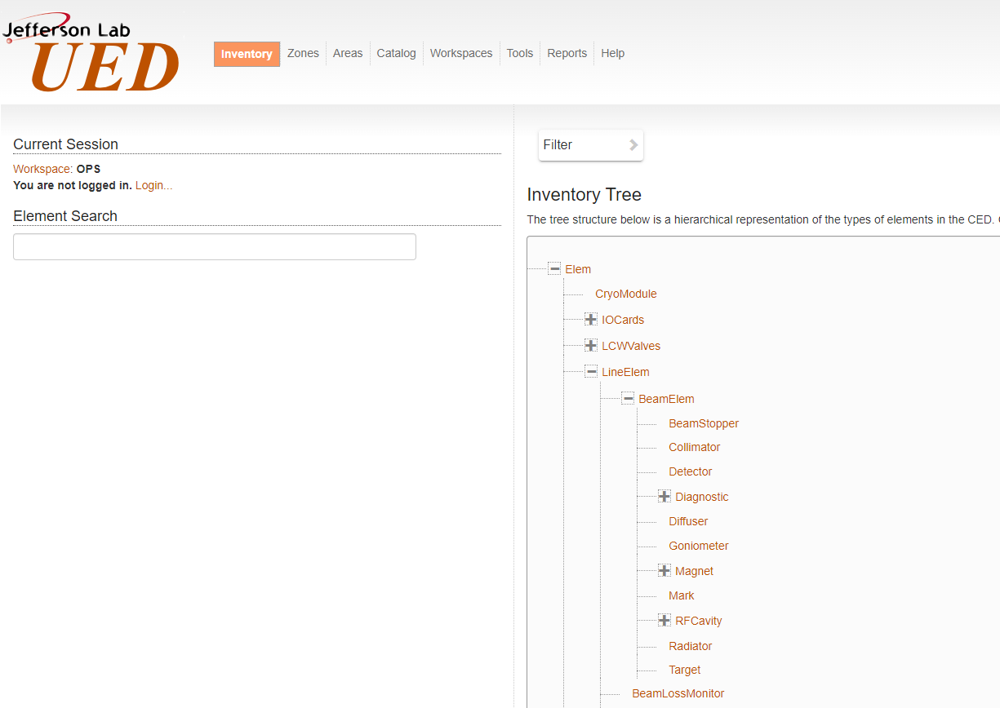 Jefferson Lab
UED
Inventory Zones Areas Catalog Workspaces Tools Reports Help
Current Session
Workspace: OPS
You are not logged in. Login...
Element Search
Filter
Inventory Tree
The tree structure below is a hierarchical representation of the types of elements in the CED.
Elem
CryoModule
IOCards
LCWValves
LineElem
BeamElem
BeamStopper
Collimator
Detector
Diagnostic
Diffuser
Goniometer
Magnet
Mark
RFCavity
Radiator
Target
BeamLossMonitor